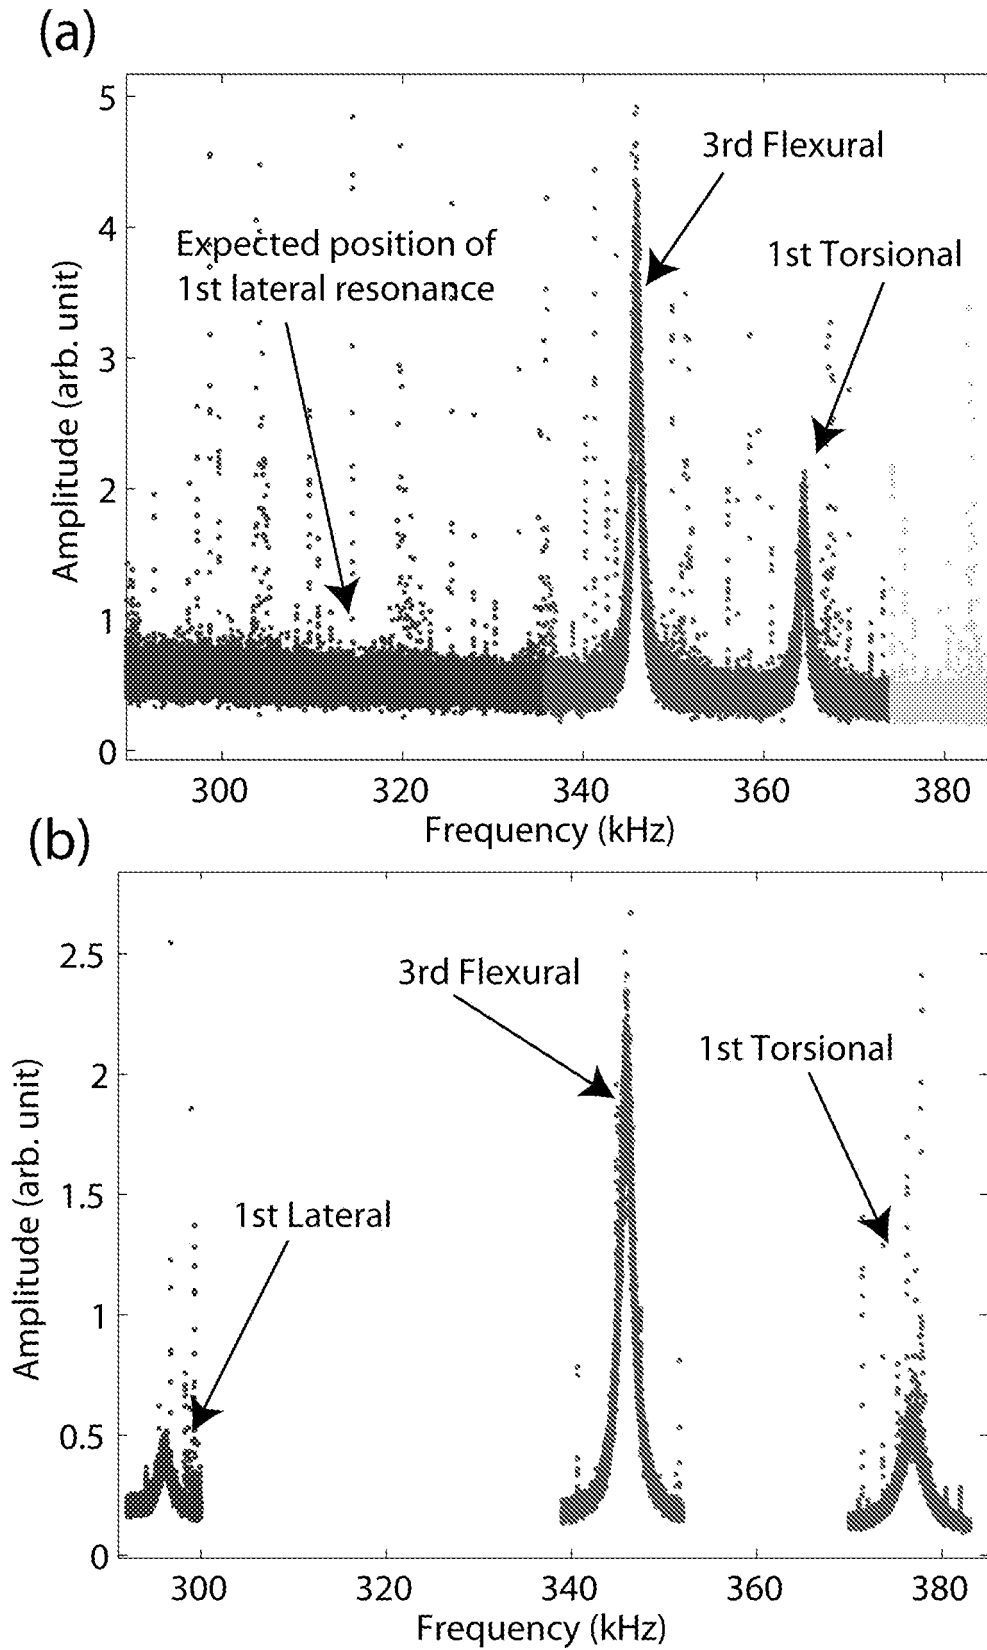 (a)
5
4
3
2
1
0
Amplitude (arb. unit)
3rd Flexural
1st Torsional
Expected position of
1st lateral resonance
300
320
340
360
380
Frequency (kHz)
(b)
2.5
2
1.5
1
0.5
0
Amplitude (arb. unit)
3rd Flexural
1st Torsional
1st Lateral
300
320
340
360
380
Frequency (kHz)